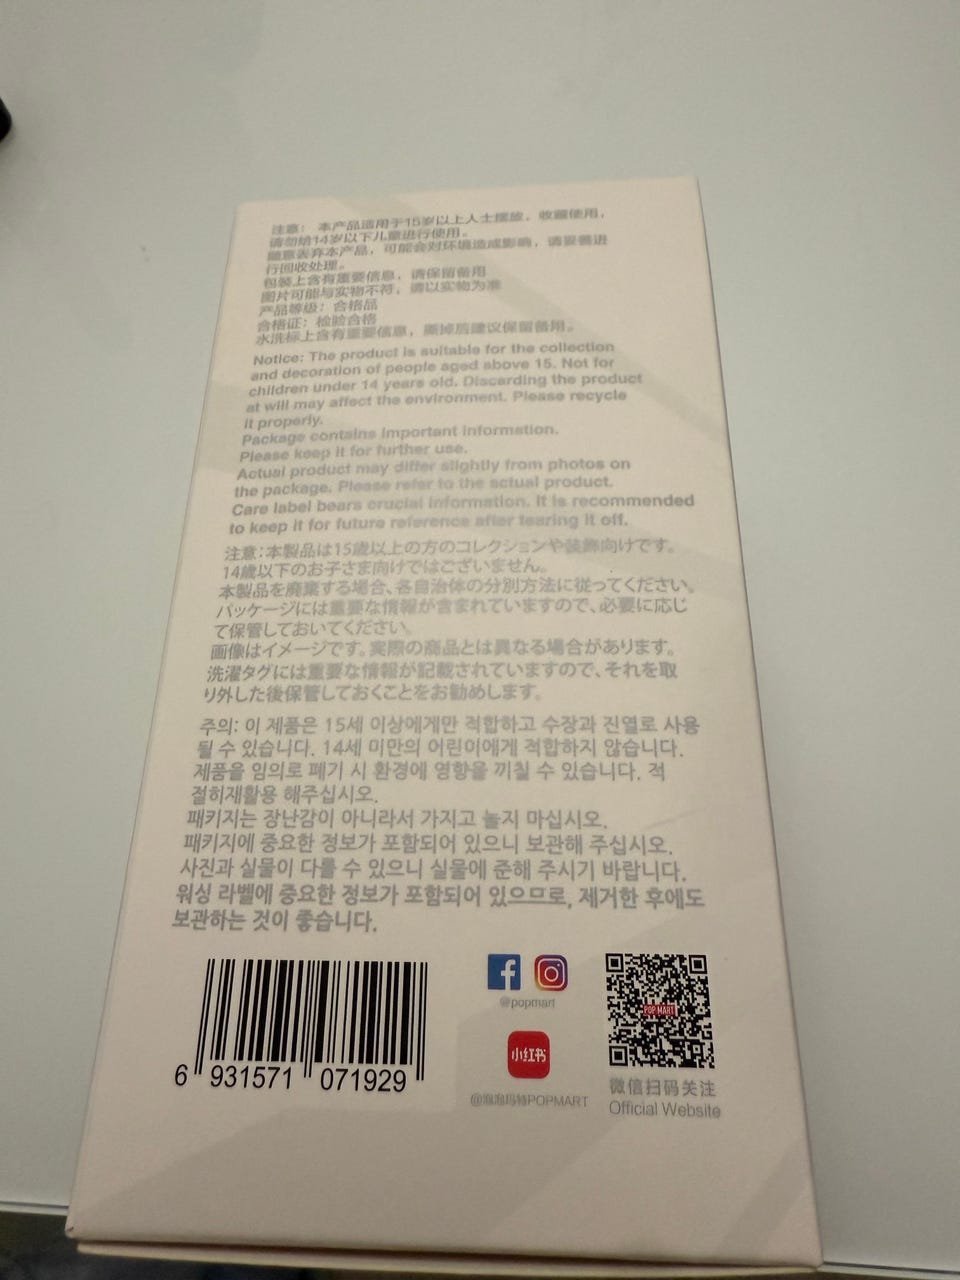 注意： 本产品适用于15岁以上人士摆放，收藏使用，
请勿给14岁以下儿童进行使用。
随意丢弃本产品，可能会对环境造成影响，请妥善进
行回收处理。
包装上含有重要信息，请保留备用
图片可能与实物不符，请以实物为准
产品等级：合格品
合格证：检验合格
水洗标上含有重要信息，撕掉后建议保留备用。
Notice: The product is suitable for the collection
and decoration of people aged above 15. Not for
children under 14 years old. Discarding the product
at will may affect the environment. Please recycle
it properly.
Package contains important information.
Please keep it for further use.
Actual product may differ slightly from photos on
the package. Please refer to the actual product.
Care label bears crucial information. It is recommended
to keep it for future reference after tearing it off.
注意：本製品は15歳以上の方のコレクションや装飾向けです。
14歳以下のお子さま向けではございません。
本製品を廃棄する場合、各自治体の分別方法に従ってください。
パッケージには重要な情報が含まれていますので、必要に応じ
て保管しておいてください。
画像はイメージです。実際の商品とは異なる場合があります。
洗濯タグには重要な情報が記載されていますので、それを取
り外した後保管しておくことをお勧めします。
주의: 이 제품은 15세 이상에게만 적합하고 수장과 진열로 사용
될 수 있습니다. 14세 미만의 어린이에게 적합하지 않습니다.
제품을 임의로 폐기 시 환경에 영향을 끼칠 수 있습니다. 적
절히재활용 해주십시오.
패키지는 장난감이 아니라서 가지고 놀지 마십시오.
패키지에 중요한 정보가 포함되어 있으니 보관해 주십시오.
사진과 실물이 다를 수 있으니 실물에 준해 주시기 바랍니다.
워싱 라벨에 중요한 정보가 포함되어 있으므로, 제거한 후에도
보관하는 것이 좋습니다.
6 931571 071929
@popmart
小红书
@泡泡玛特POPMART
POP MART
微信扫码关注
Official Website